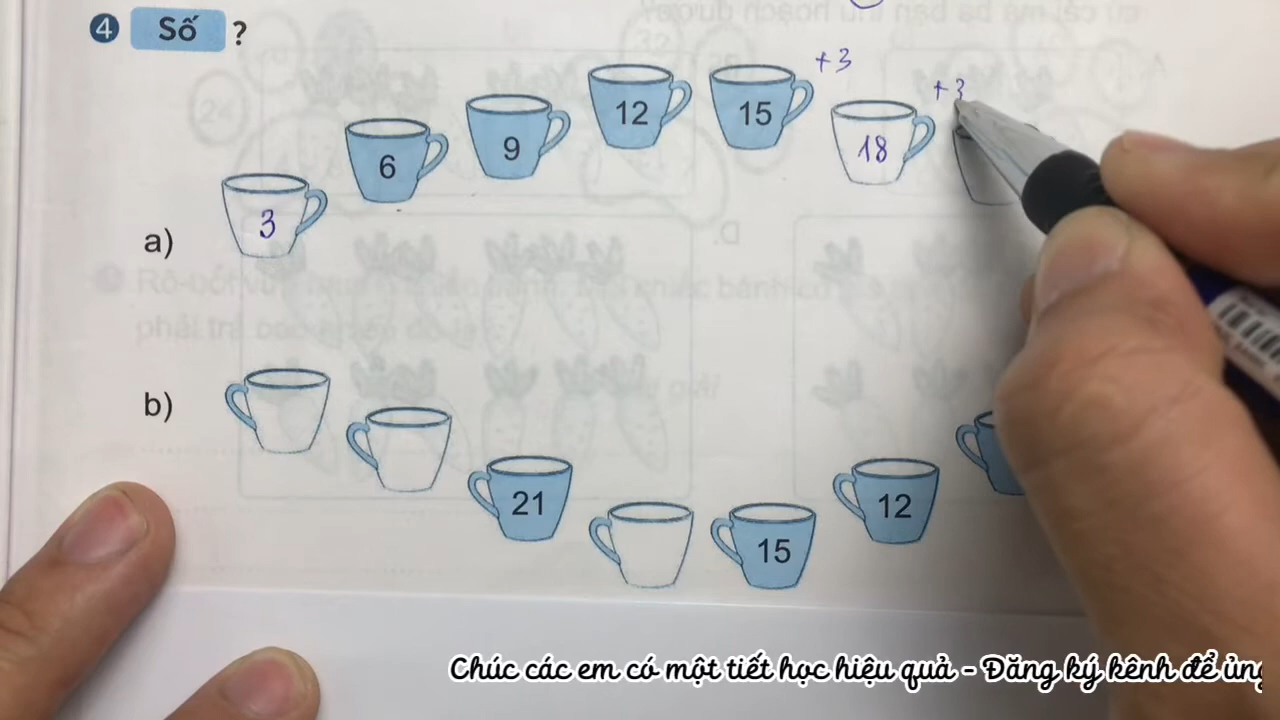 4 Số ?
+3
+3
a) 3 6 9 12 15 18
b) 21 15 12
Chúc các em có một tiết học hiệu quả - Đăng ký kênh để ủng